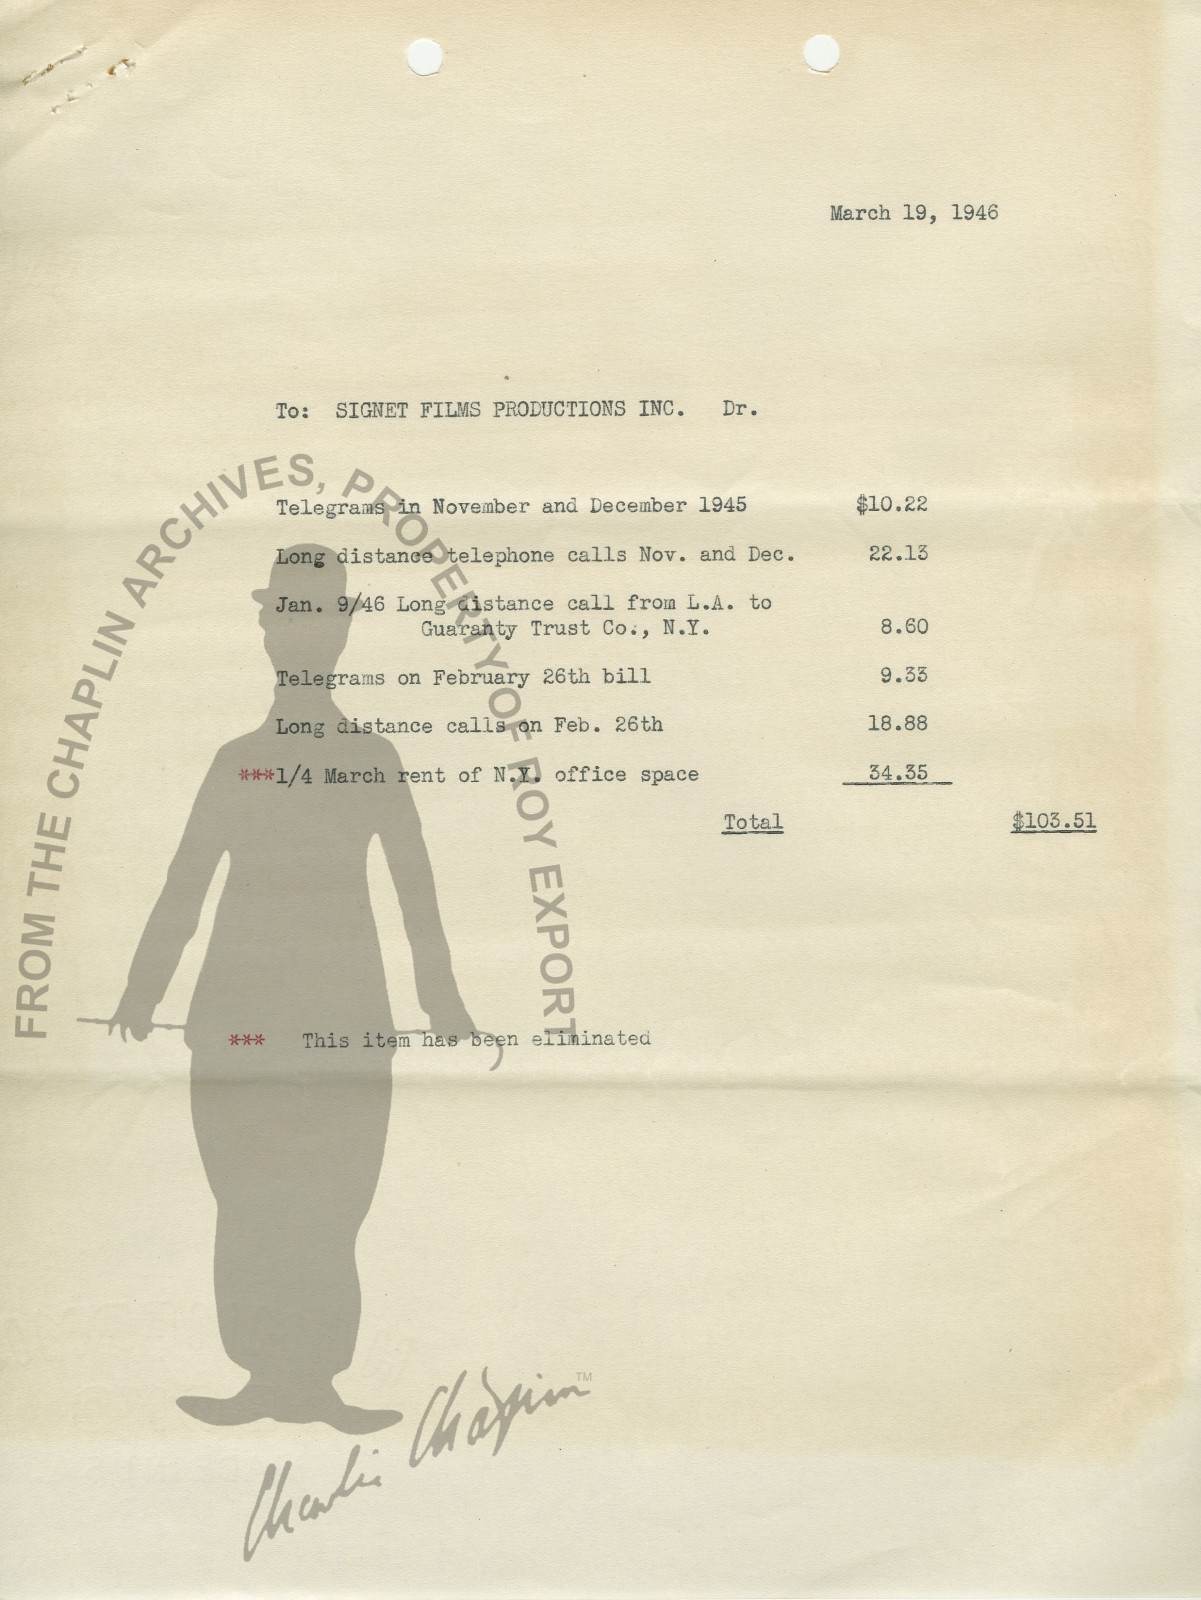 March 19, 1946
To: SIGNET FILMS PRODUCTIONS INC. Dr.
Telegrams in November and December 1945 $10.22
Long distance telephone calls Nov. and Dec. 22.13
Jan. 9/46 Long distance call from L.A. to
Guaranty Trust Co., N.Y. 8.60
Telegrams on February 26th bill 9.33
Long distance calls on Feb. 26th 18.88
***1/4 March rent of N.Y. office space 34.35
Total $103.51
*** This item has been eliminated
FROM THE CHAPLIN ARCHIVES, PROPERTY OF ROY EXPORT
Charlie Chaplin TM